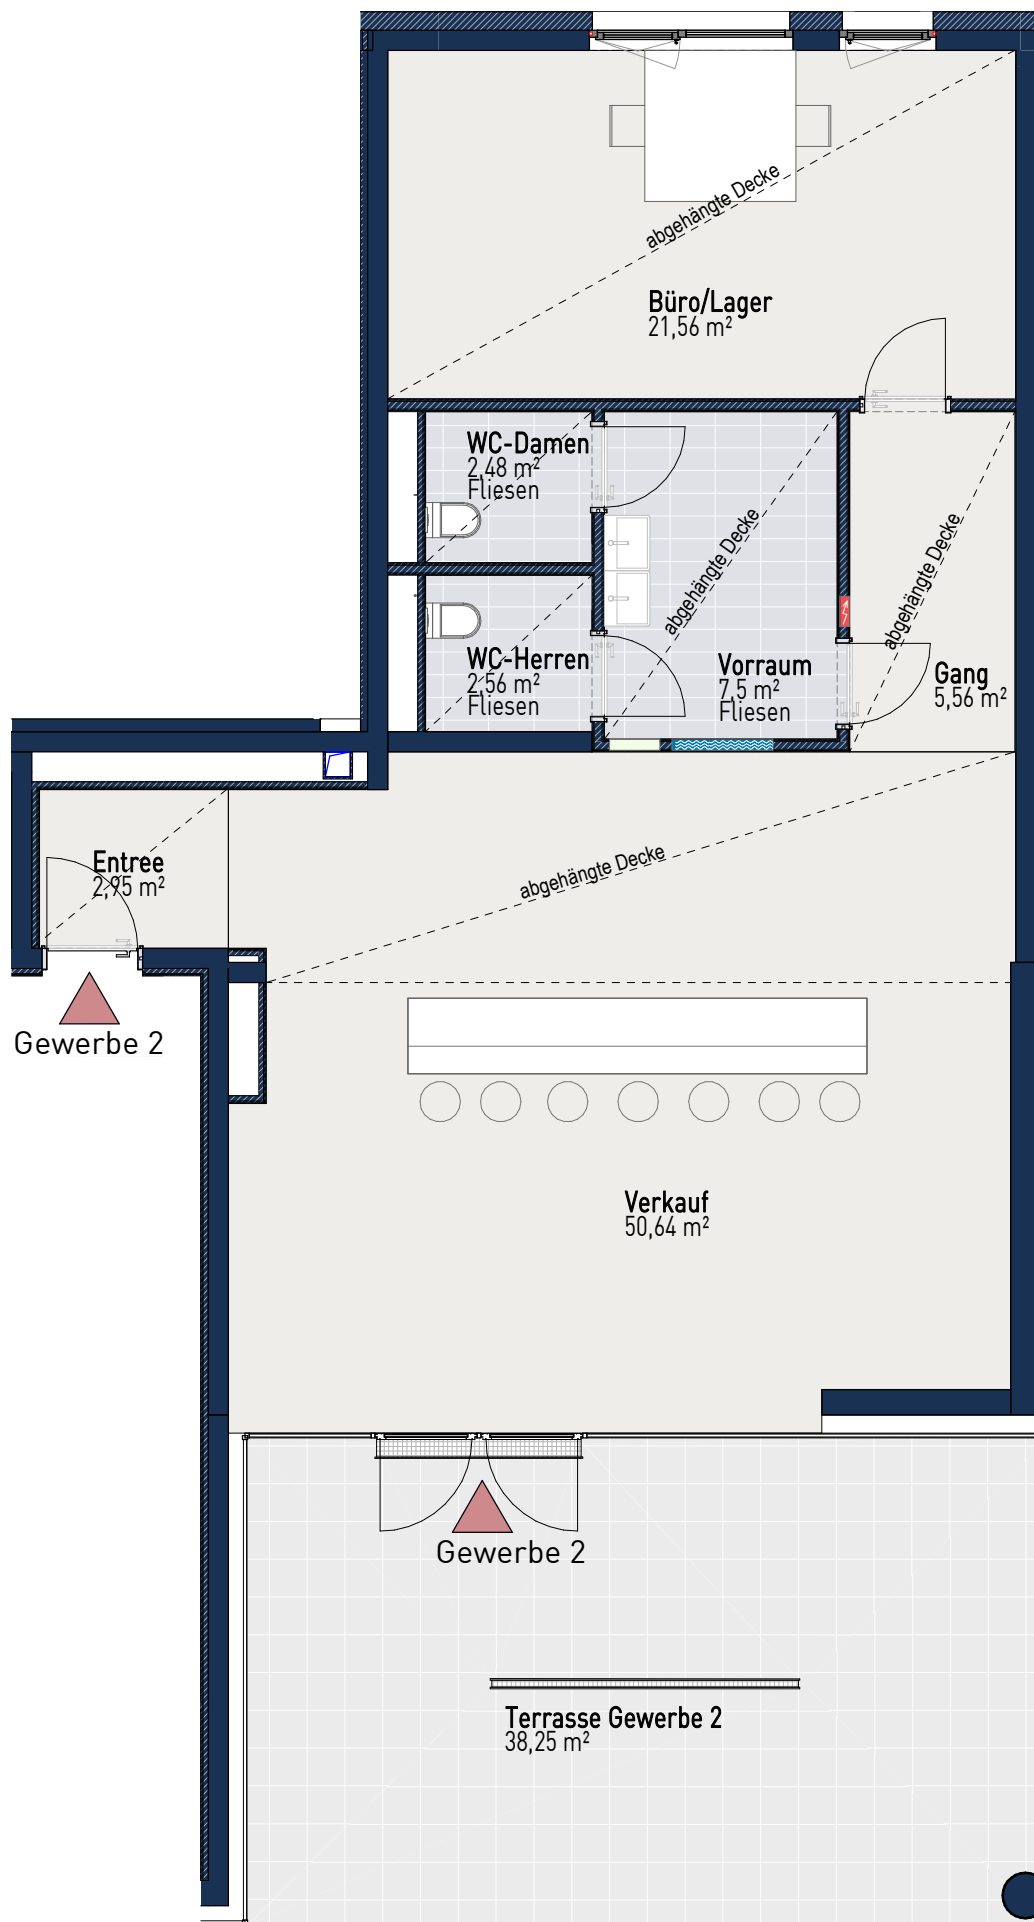 abgehängte Decke
Büro/Lager
21,56 m²
WC-Damen
2,48 m²
Fliesen
abgehängte Decke
abgehängte Decke
WC-Herren
2,56 m²
Fliesen
Vorraum
7,5 m²
Fliesen
Gang
5,56 m²
Entree
2,95 m²
abgehängte Decke
Gewerbe 2
Verkauf
50,64 m²
Gewerbe 2
Terrasse Gewerbe 2
38,25 m²